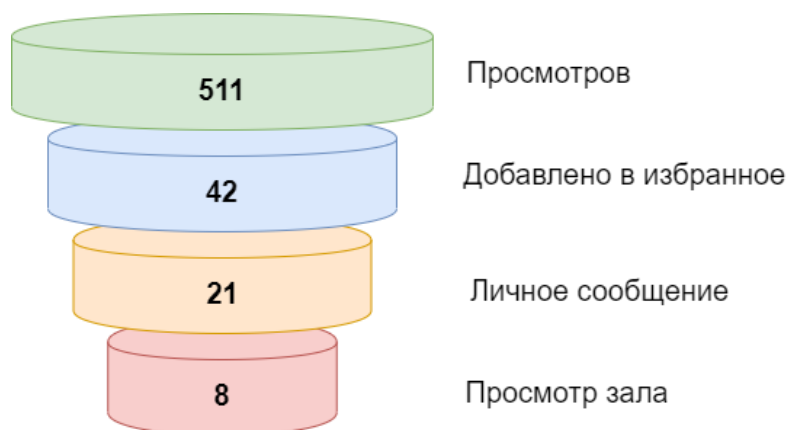 511
Просмотров
42
Добавлено в избранное
21
Личное сообщение
8
Просмотр зала